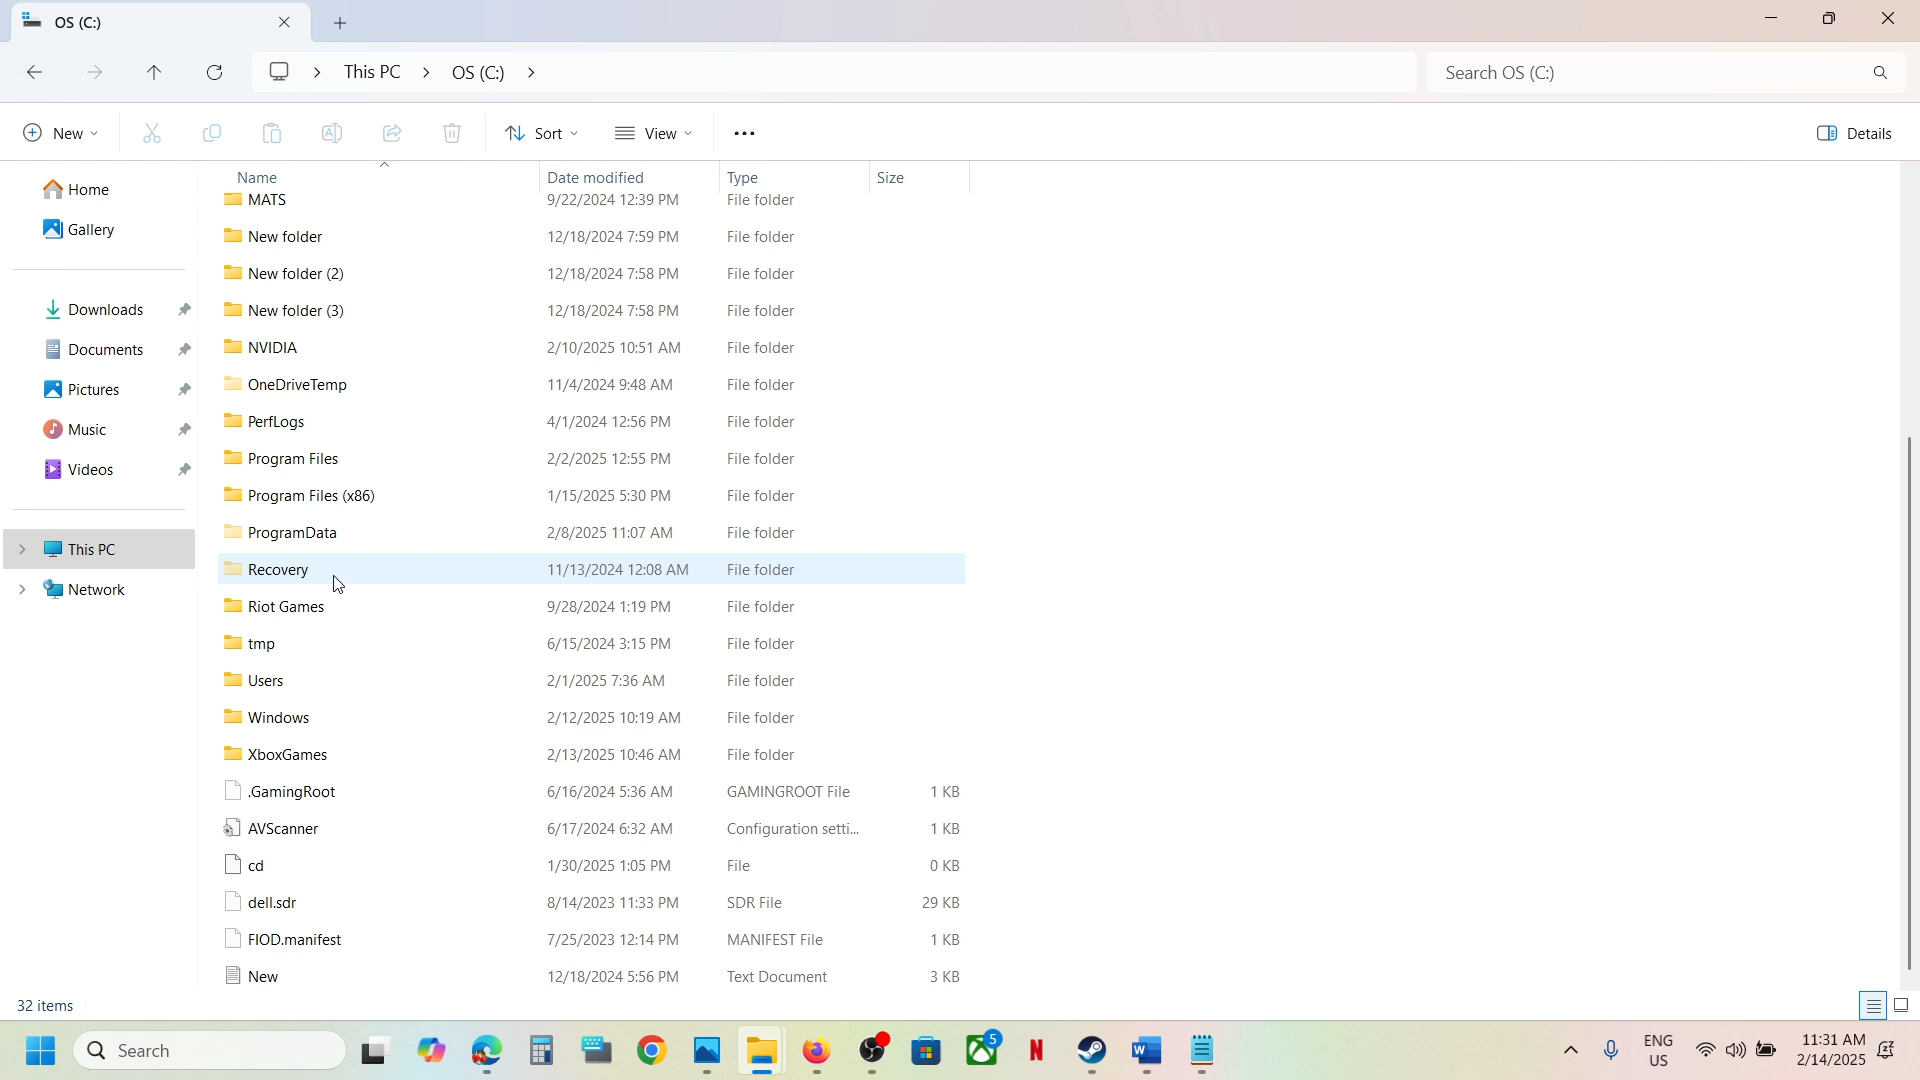 OS (C:)
This PC OS (C:)
Search OS (C:)
New Sort View Details
Name Date modified Type Size
Home
Gallery
Downloads
Documents
Pictures
Music
Videos
This PC
Network
MATS 9/22/2024 12:39 PM File folder
New folder 12/18/2024 7:59 PM File folder
New folder (2) 12/18/2024 7:58 PM File folder
New folder (3) 12/18/2024 7:58 PM File folder
NVIDIA 2/10/2025 10:51 AM File folder
OneDriveTemp 11/4/2024 9:48 AM File folder
PerfLogs 4/1/2024 12:56 PM File folder
Program Files 2/2/2025 12:55 PM File folder
Program Files (x86) 1/15/2025 5:30 PM File folder
ProgramData 2/8/2025 11:07 AM File folder
Recovery 11/13/2024 12:08 AM File folder
Riot Games 9/28/2024 1:19 PM File folder
tmp 6/15/2024 3:15 PM File folder
Users 2/1/2025 7:36 AM File folder
Windows 2/12/2025 10:19 AM File folder
XboxGames 2/13/2025 10:46 AM File folder
.GamingRoot 6/16/2024 5:36 AM GAMINGROOT File 1 KB
AVScanner 6/17/2024 6:32 AM Configuration setti... 1 KB
cd 1/30/2025 1:05 PM File 0 KB
dell.sdr 8/14/2023 11:33 PM SDR File 29 KB
FIOD.manifest 7/25/2023 12:14 PM MANIFEST File 1 KB
New 12/18/2024 5:56 PM Text Document 3 KB
32 items
Search
5
ENG
US
11:31 AM
2/14/2025